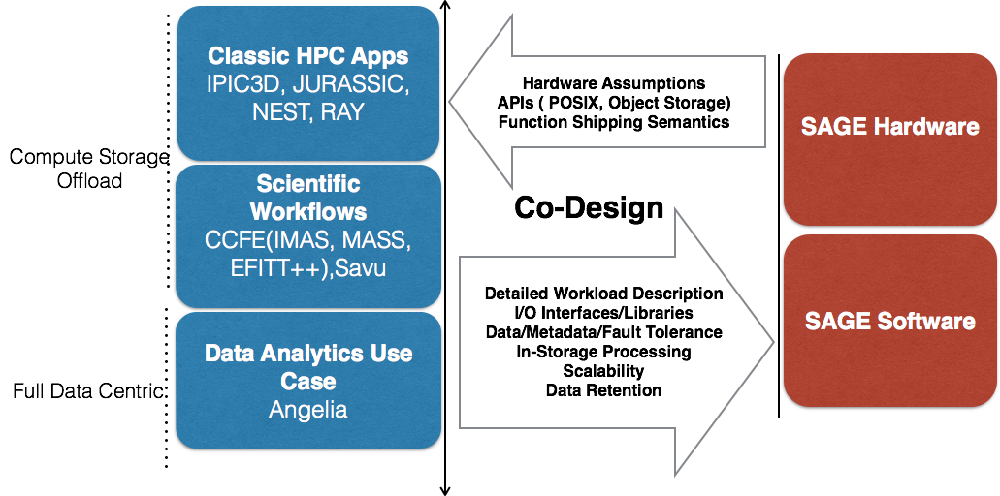 Compute Storage
Offload
Full Data Centric
Classic HPC Apps
IPIC3D, JURASSIC,
NEST, RAY
Scientific
Workflows
CCFE(IMAS, MASS,
EFITT++),Savu
Data Analytics Use
Case
Angelia
Hardware Assumptions
APIs ( POSIX, Object Storage)
Function Shipping Semantics
Co-Design
Detailed Workload Description
I/O Interfaces/Libraries
Data/Metadata/Fault Tolerance
In-Storage Processing
Scalability
Data Retention
SAGE Hardware
SAGE Software